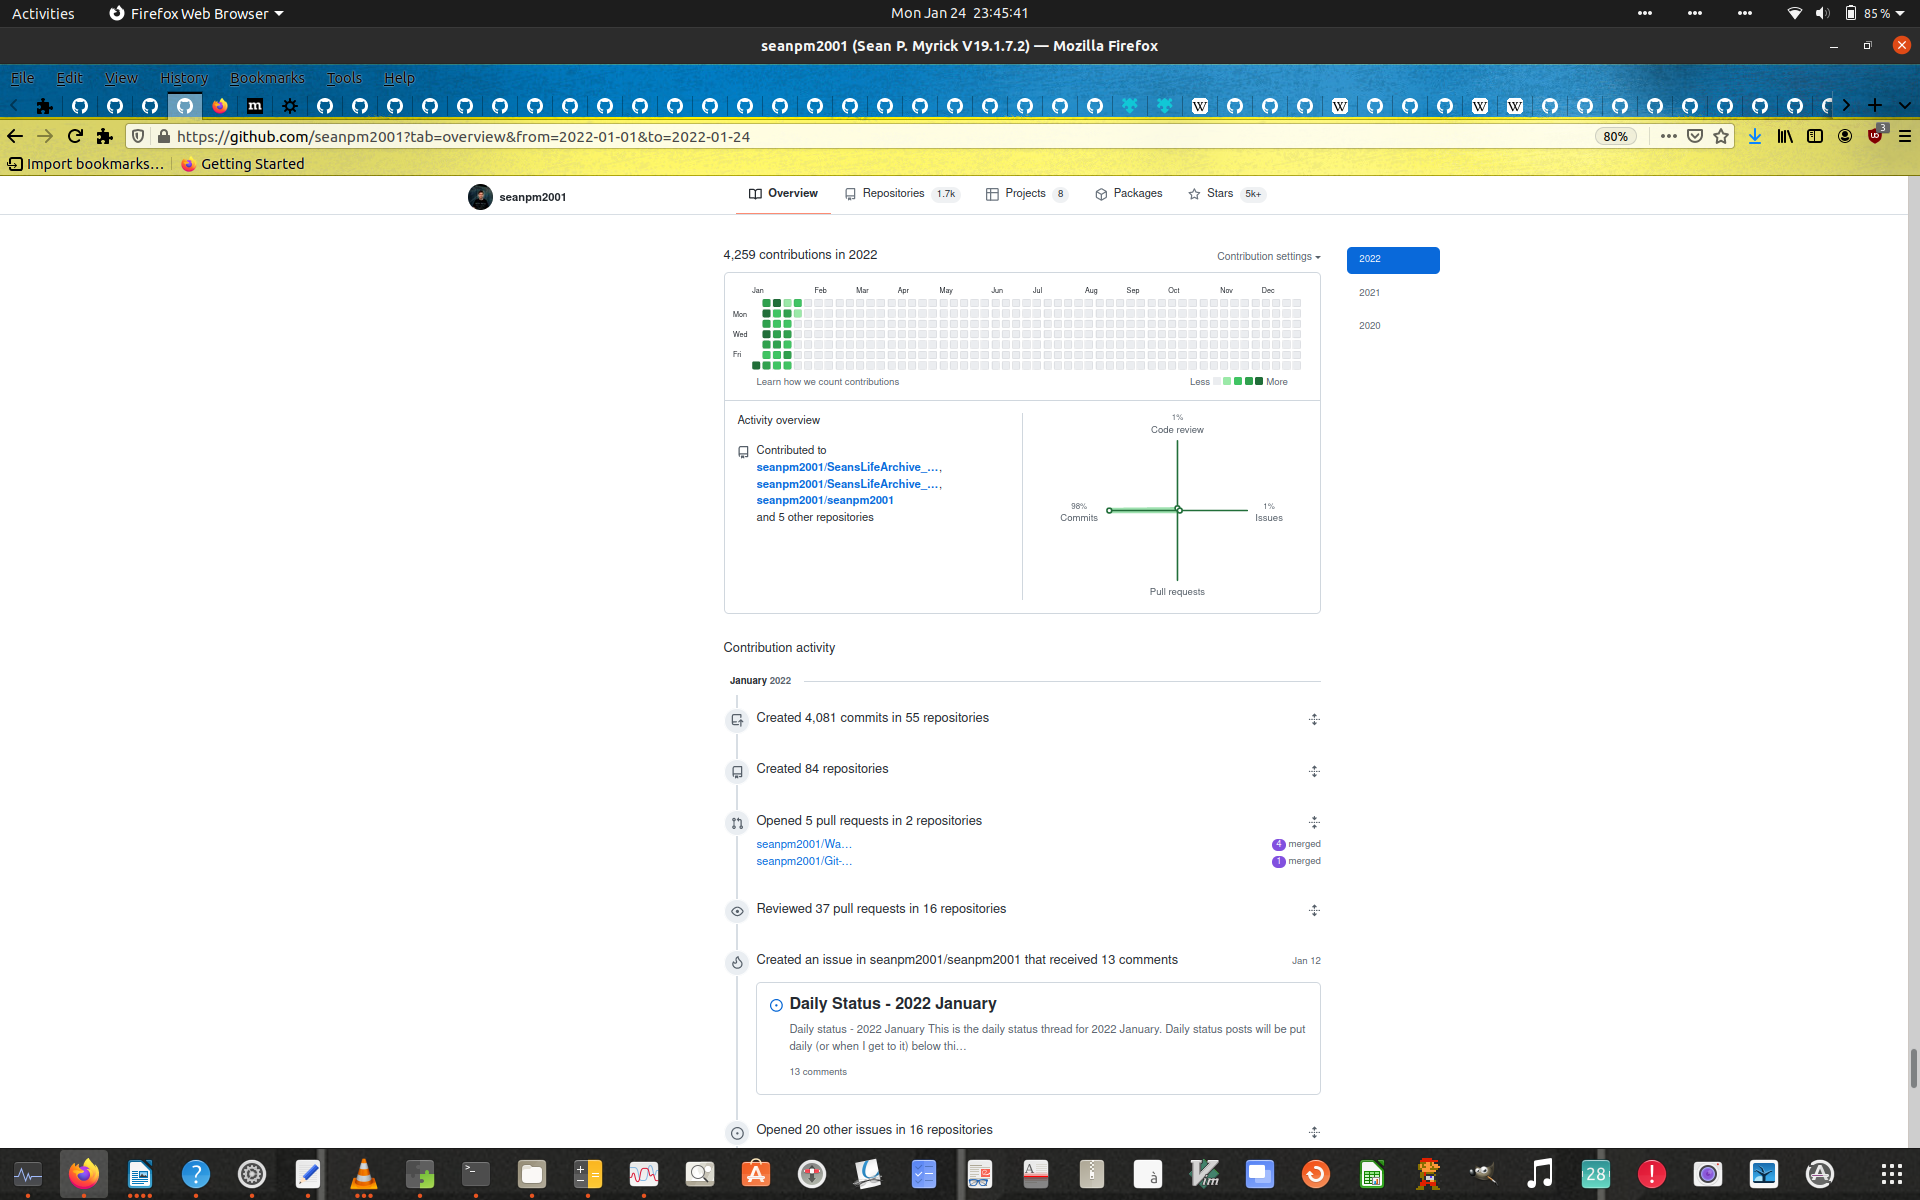 Activities
Firefox Web Browser
Mon Jan 24 23:45:41
85 %
seanpm2001 (Sean P. Myrick V19.1.7.2) — Mozilla Firefox
File Edit View History Bookmarks Tools Help
https://github.com/seanpm2001?tab=overview&from=2022-01-01&to=2022-01-24
80%
3
Import bookmarks…
Getting Started
seanpm2001
Overview
Repositories 1.7k
Projects 8
Packages
Stars 5k+
4,259 contributions in 2022
Contribution settings
2022
2021
2020
Jan Feb Mar Apr May Jun Jul Aug Sep Oct Nov Dec
Mon
Wed
Fri
Learn how we count contributions
Less
More
Activity overview
Contributed to
seanpm2001/SeansLifeArchive_…,
seanpm2001/SeansLifeArchive_…,
seanpm2001/seanpm2001
and 5 other repositories
1%
Code review
98%
Commits
1%
Issues
Pull requests
Contribution activity
January 2022
Created 4,081 commits in 55 repositories
Created 84 repositories
Opened 5 pull requests in 2 repositories
seanpm2001/Wa…
4 merged
seanpm2001/Git-…
1 merged
Reviewed 37 pull requests in 16 repositories
Created an issue in seanpm2001/seanpm2001 that received 13 comments
Jan 12
Daily Status - 2022 January
Daily status - 2022 January This is the daily status thread for 2022 January. Daily status posts will be put
daily (or when I get to it) below thi…
13 comments
Opened 20 other issues in 16 repositories
28